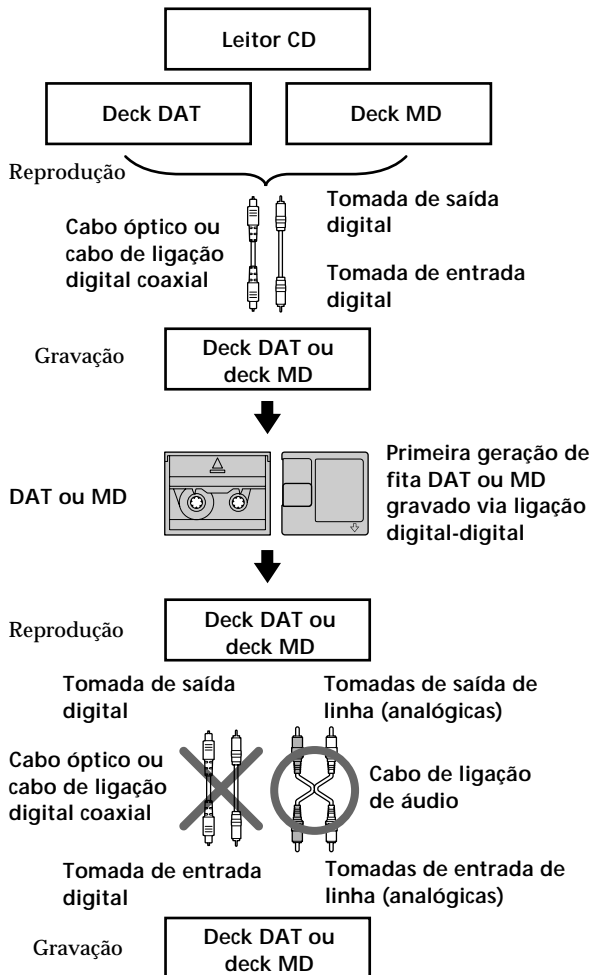 Leitor CD
Deck DAT
Deck MD
Reprodução
Cabo óptico ou
cabo de ligação
digital coaxial
Tomada de saída
digital
Tomada de entrada
digital
Gravação
Deck DAT ou
deck MD
DAT ou MD
Primeira geração de
fita DAT ou MD
gravado via ligação
digital-digital
Reprodução
Deck DAT ou
deck MD
Tomada de saída
digital
Tomadas de saída de
linha (analógicas)
Cabo óptico ou
cabo de ligação
digital coaxial
Cabo de ligação
de áudio
Tomada de entrada
digital
Tomadas de entrada de
linha (analógicas)
Gravação
Deck DAT ou
deck MD